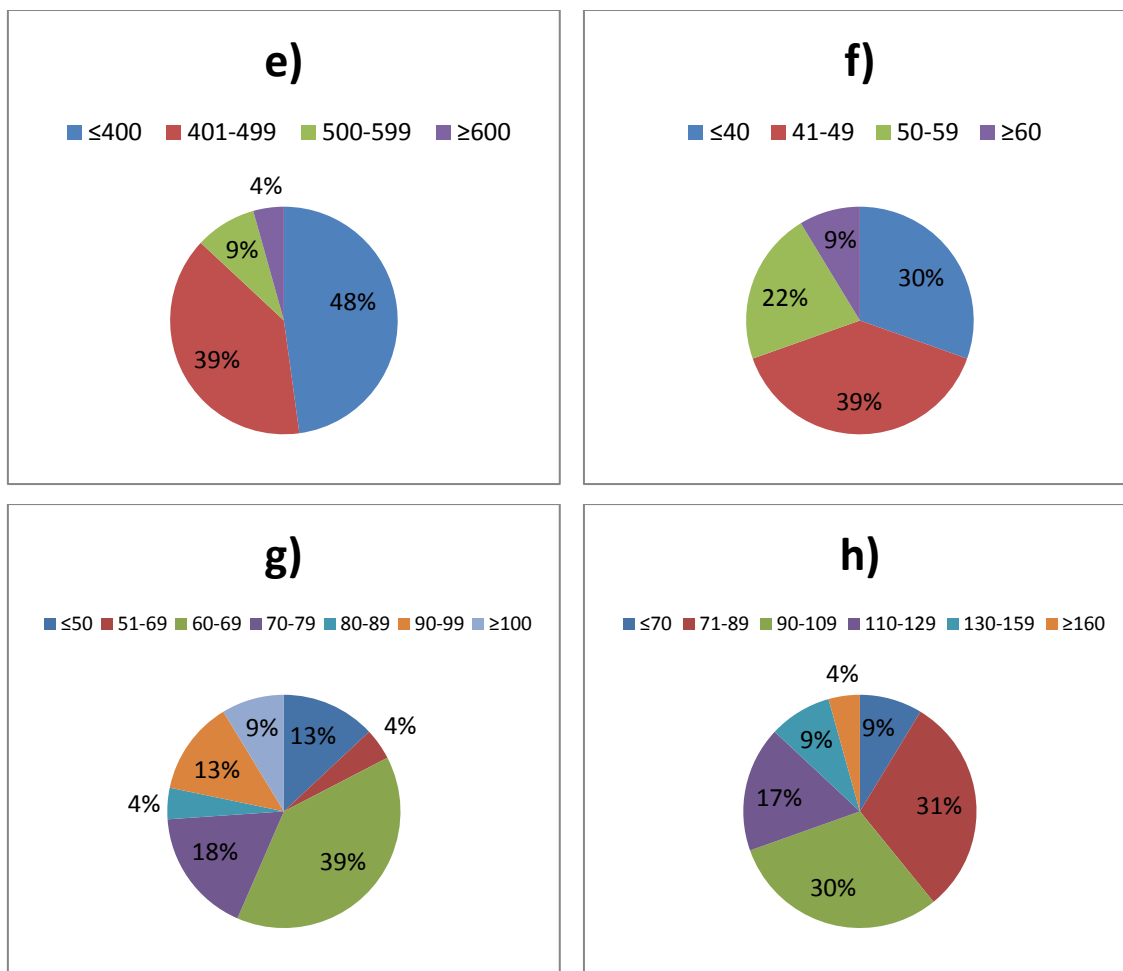 e)
≤400 401-499 500-599 ≥600
4%
9%
48%
39%
f)
≤40 41-49 50-59 ≥60
9%
30%
22%
39%
g)
≤50 51-69 60-69 70-79 80-89 90-99 ≥100
9%
13%
4%
13%
4%
18%
39%
h)
≤70 71-89 90-109 110-129 130-159 ≥160
4%
9%
9%
17%
31%
30%